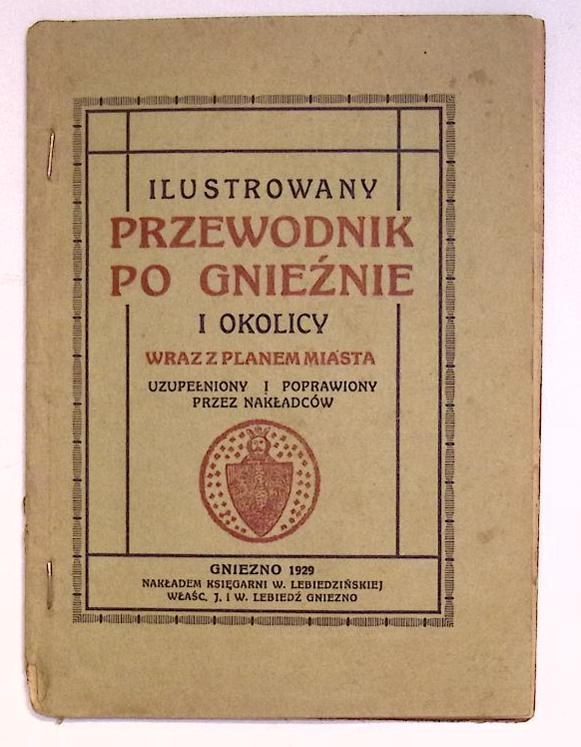 ILUSTROWANY
PRZEWODNIK
PO GNIEŹNIE
I OKOLICY
WRAZ Z PLANEM MIASTA
UZUPEŁNIONY I POPRAWIONY
PRZEZ NAKŁADCÓW
GNIEZNO 1929
NAKŁADEM KSIĘGARNI W. LEBIEDZIŃSKIEJ
WŁAŚC. J. I W. LEBIEDŹ GNIEZNO